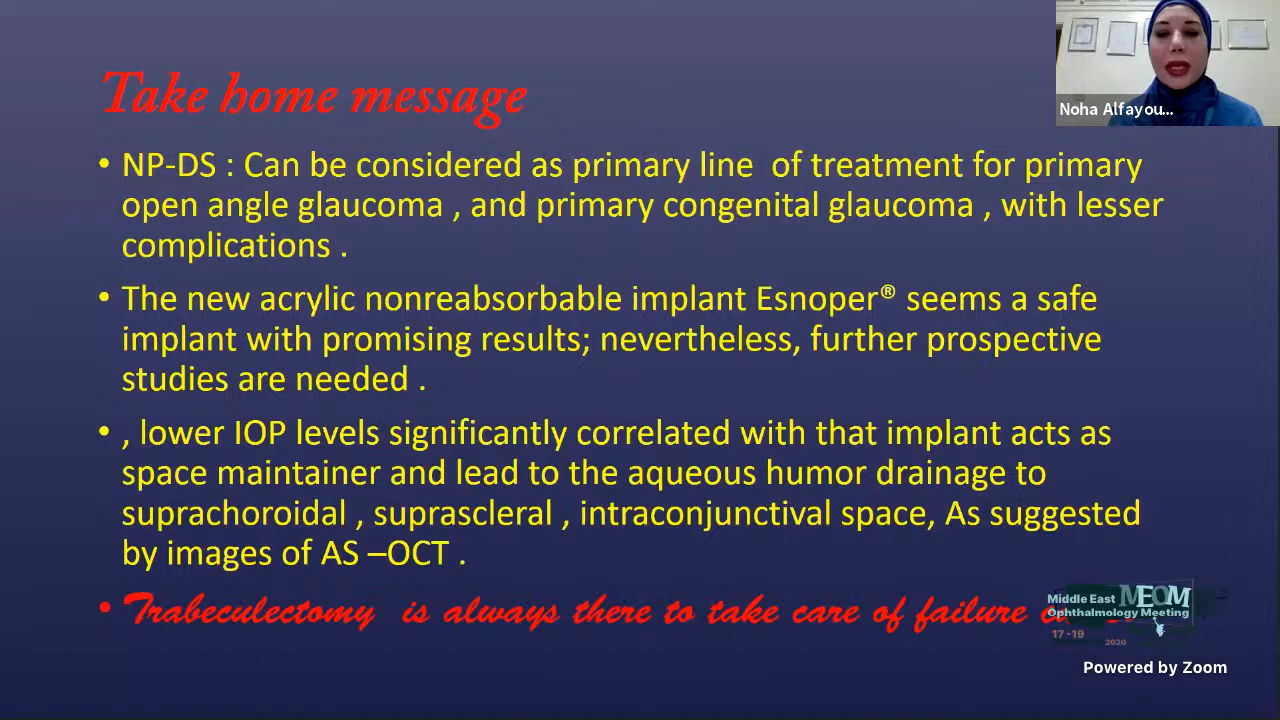 Take home message
Noha Alfayou...
• NP-DS : Can be considered as primary line of treatment for primary
open angle glaucoma , and primary congenital glaucoma , with lesser
complications .
• The new acrylic nonreabsorbable implant Esnoper® seems a safe
implant with promising results; nevertheless, further prospective
studies are needed .
• , lower IOP levels significantly correlated with that implant acts as
space maintainer and lead to the aqueous humor drainage to
suprachoroidal , suprascleral , intraconjunctival space, As suggested
by images of AS –OCT .
• Trabeculectomy is always there to take care of failure
Middle East MEOM
Ophthalmology Meeting
17 -19
2020
Powered by Zoom